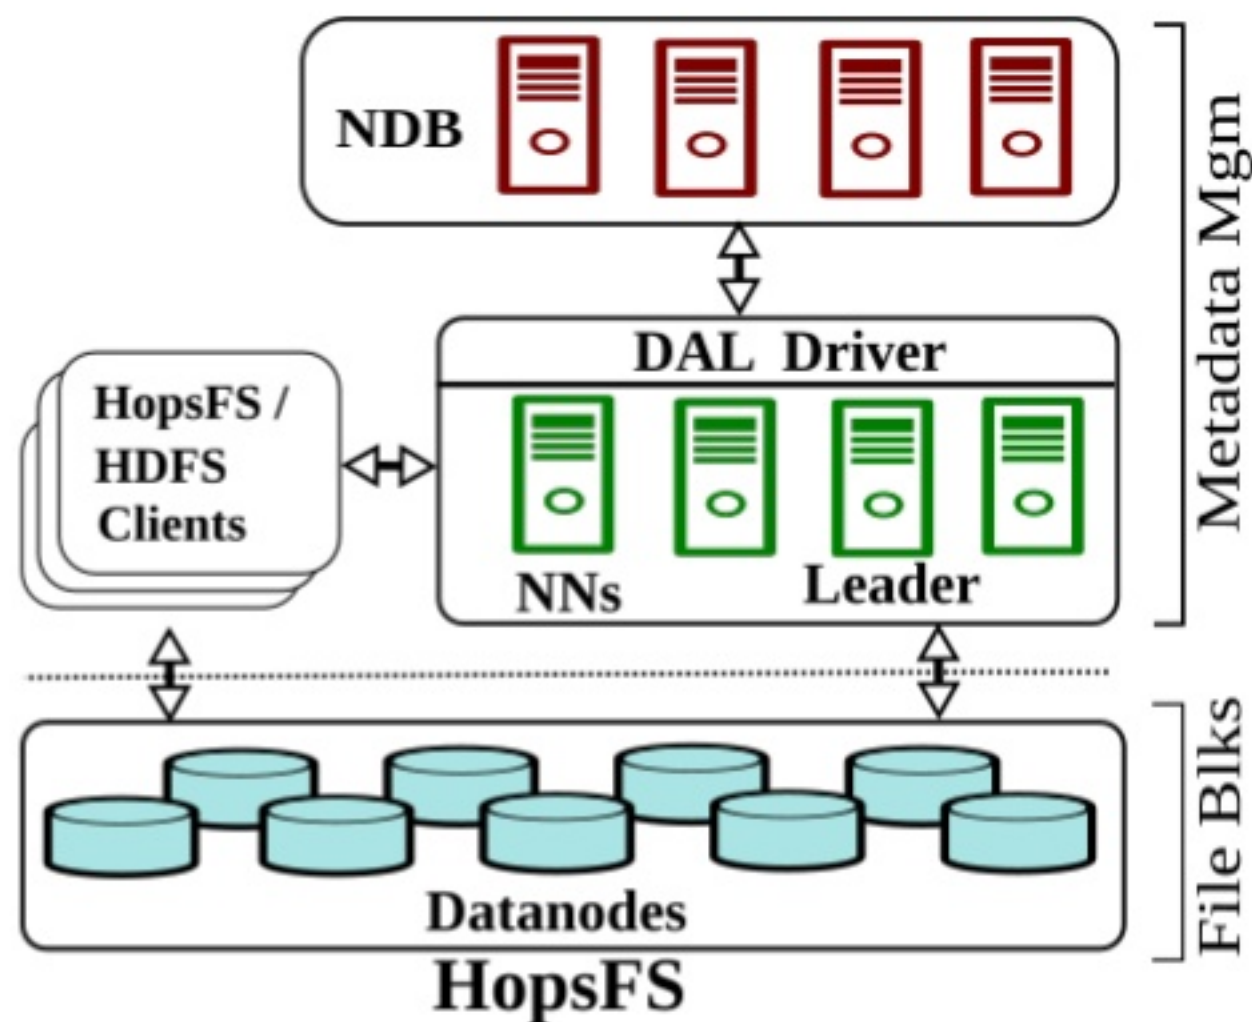 NDB
Metadata Mgm
DAL Driver
HopsFS /
HDFS
Clients
NNs
Leader
File Blks
Datanodes
HopsFS